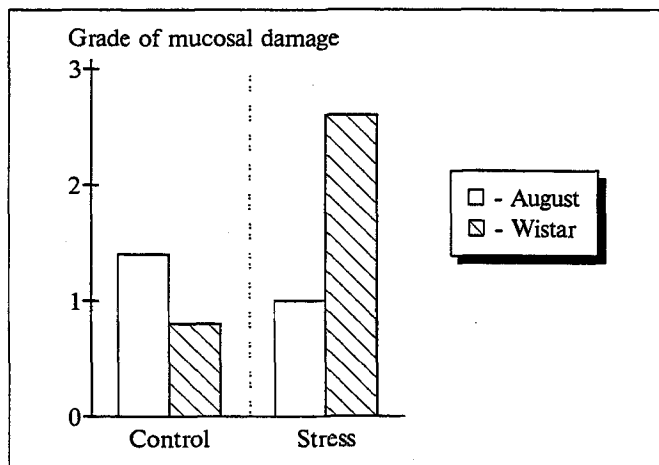 Grade of mucosal damage
3
2
1
0
Control Stress
- August
- Wistar